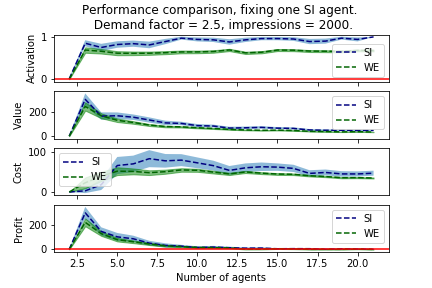 Performance comparison, fixing one SI agent.
Demand factor = 2.5, impressions = 2000.
Activation
1
0
SI
WE
Value
200
0
SI
WE
Cost
100
0
SI
WE
Profit
200
0
SI
WE
2.5 5.0 7.5 10.0 12.5 15.0 17.5 20.0
Number of agents